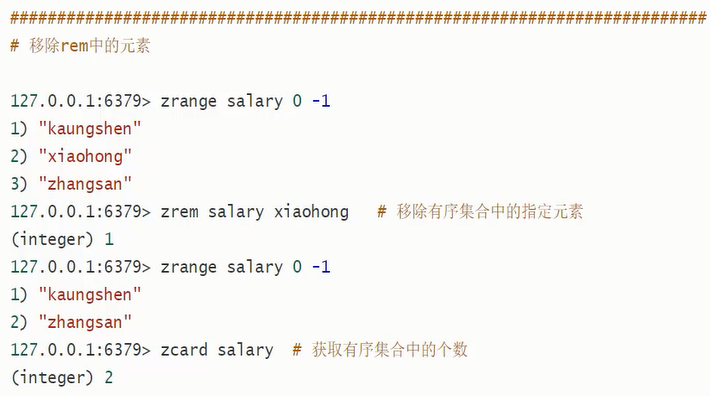 ###########################################################################
# 移除rem中的元素
127.0.0.1:6379> zrange salary 0 -1
1) "kaungshen"
2) "xiaohong"
3) "zhangsan"
127.0.0.1:6379> zrem salary xiaohong   # 移除有序集合中的指定元素
(integer) 1
127.0.0.1:6379> zrange salary 0 -1
1) "kaungshen"
2) "zhangsan"
127.0.0.1:6379> zcard salary  # 获取有序集合中的个数
(integer) 2